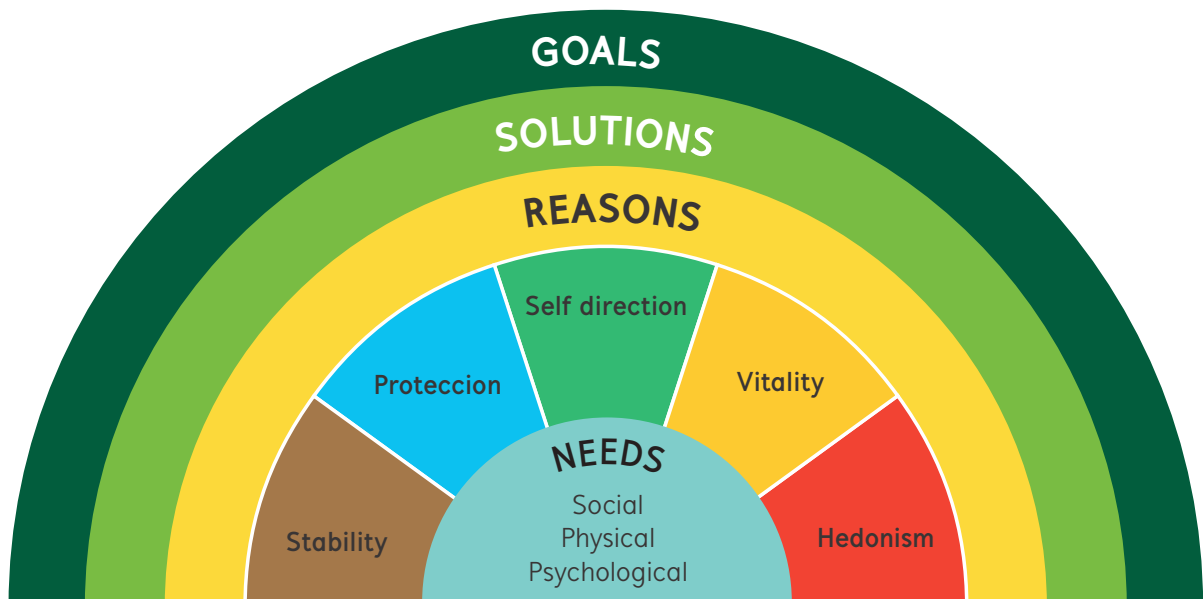 GOALS
SOLUTIONS
REASONS
Self direction
Proteccion
Vitality
Stability
Hedonism
NEEDS
Social
Physical
Psychological